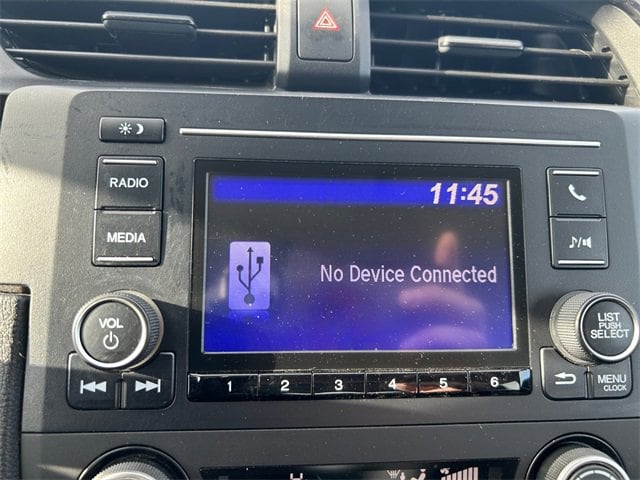 RADIO
11:45
MEDIA
No Device Connected
VOL
LIST
PUSH
SELECT
1 2 3 4 5 6
MENU
CLOCK